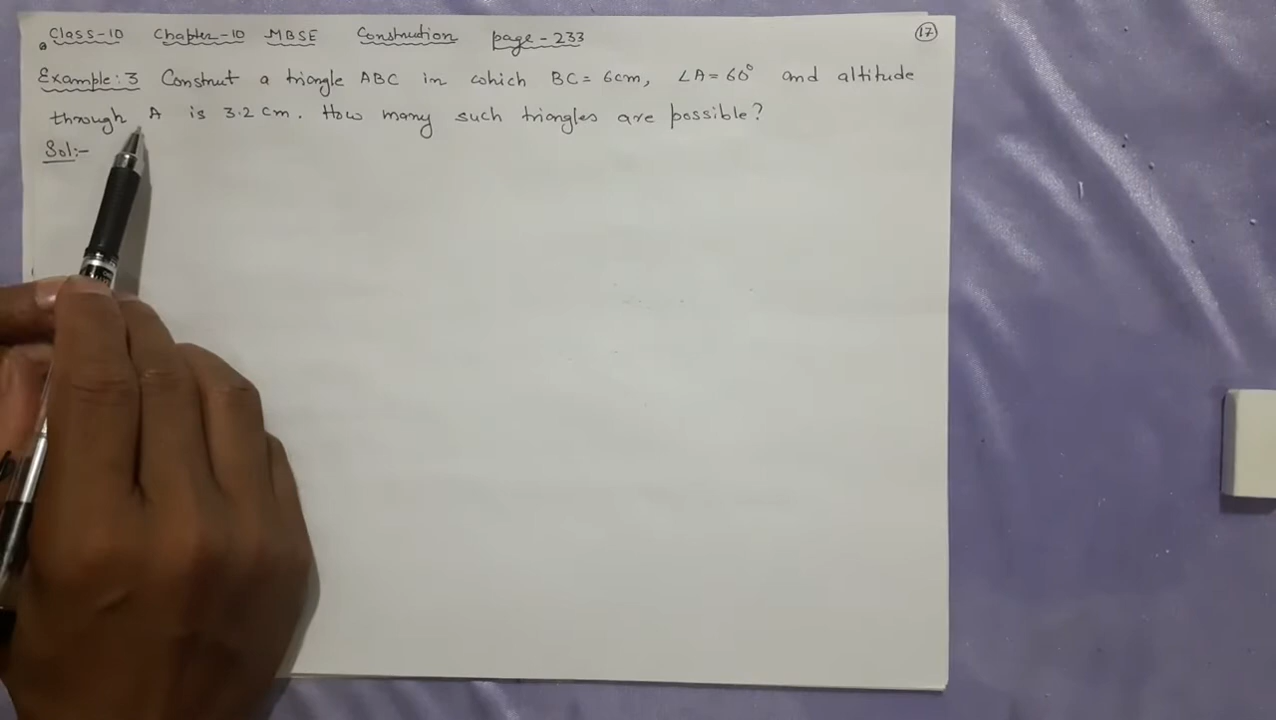 Class-10 Chapter-10 MBSE Construction page-233
17
Example:3 Construct a triangle ABC in which BC = 6cm, ∠A = 60° and altitude
through A is 3.2 cm. How many such triangles are possible?
Sol:-